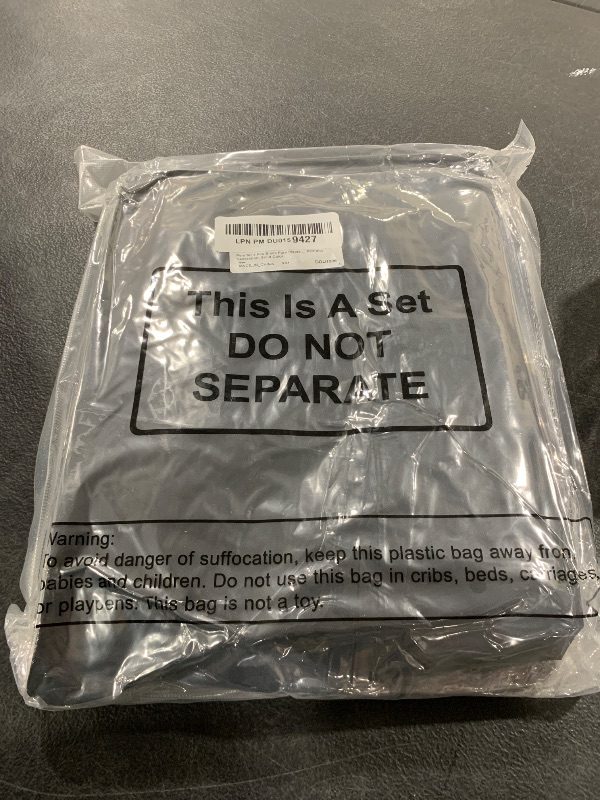 LPN PM DU0159427
This Is A Set
DO NOT
SEPARATE
Warning:
To avoid danger of suffocation, keep this plastic bag away from
babies and children. Do not use this bag in cribs, beds, carriages,
or playpens. This bag is not a toy.